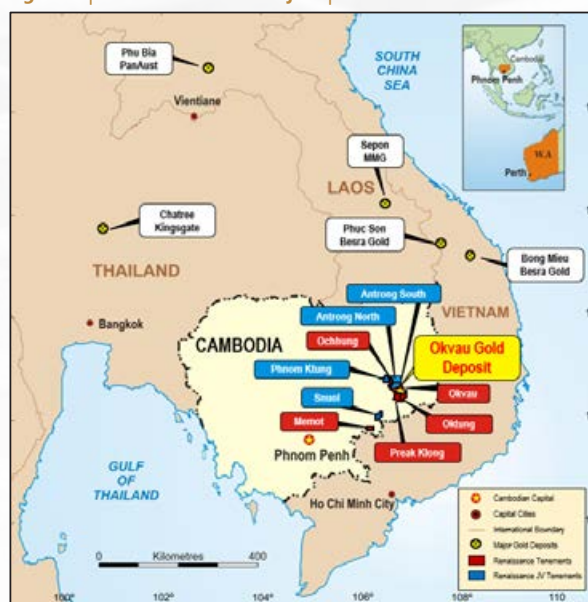 SOUTH
CHINA
SEA
Cambodia
Phnom Penh
W.A
Perth
Phu Bia
PanAust
Vientiane
Sepon
MMG
LAOS
Chatree
Kingsgate
Phuc Son
Besra Gold
Bong Mieu
Besra Gold
THAILAND
Antrong South
VIETNAM
Antrong North
Bangkok
Ochhung
CAMBODIA
Okvau Gold
Deposit
Phnom Ktung
Okvau
Snuol
Memot
Oktung
Preak Klong
Phnom Penh
GULF
OF
THAILAND
Ho Chi Minh City
Cambodian Capital
Capital Cities
International Boundary
Major Gold Deposits
Renaissance Tenements
Renaissance JV Tenements
Kilometres
0 400
102° 104 106 108 110